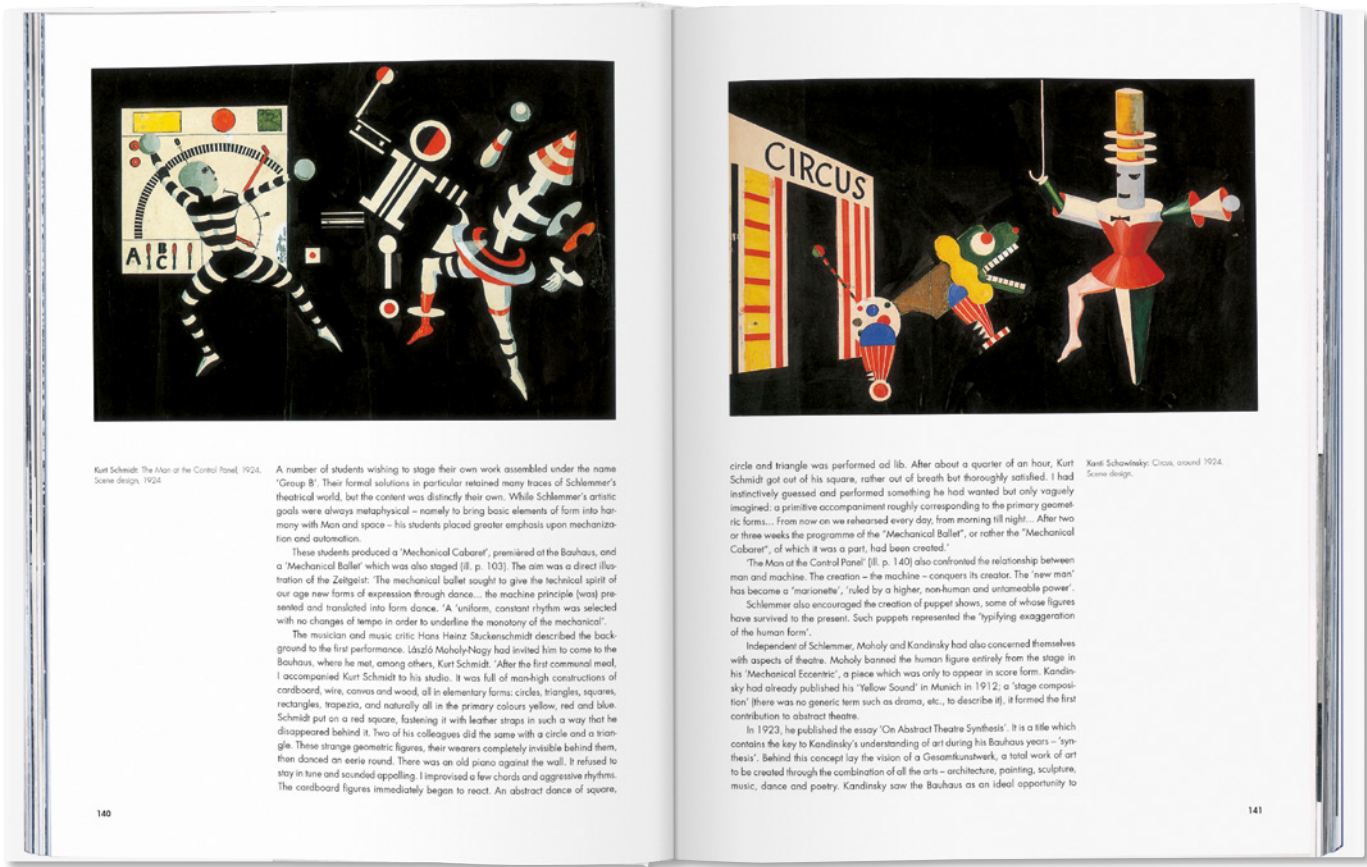 A
B
C
Kurt Schmidt: The Man at the Control Panel, 1924.
Scene design, 1924
A number of students wishing to stage their own work assembled under the name
'Group B'. Their formal solutions in particular retained many traces of Schlemmer's
theatrical world, but the content was distinctly their own. While Schlemmer's artistic
goals were always metaphysical – namely to bring basic elements of form into har-
mony with Man and space – his students placed greater emphasis upon mechaniza-
tion and automation.
These students produced a 'Mechanical Cabaret', premièred at the Bauhaus, and
a 'Mechanical Ballet' which was also staged (ill. p. 103). The aim was a direct illus-
tration of the Zeitgeist: 'The mechanical ballet sought to give the technical spirit of
our age new forms of expression through dance... the machine principle (was) pre-
sented and translated into form dance. 'A 'uniform, constant rhythm was selected
with no changes of tempo in order to underline the monotony of the mechanical'.
The musician and music critic Hans Heinz Stuckenschmidt described the back-
ground to the first performance. László Moholy-Nagy had invited him to come to the
Bauhaus, where he met, among others, Kurt Schmidt. 'After the first communal meal,
I accompanied Kurt Schmidt to his studio. It was full of man-high constructions of
cardboard, wire, canvas and wood, all in elementary forms: circles, triangles, squares,
rectangles, trapezia, and naturally all in the primary colours yellow, red and blue.
Schmidt put on a red square, fastening it with leather straps in such a way that he
disappeared behind it. Two of his colleagues did the same with a circle and a trian-
gle. These strange geometric figures, their wearers completely invisible behind them,
then danced an eerie round. There was an old piano against the wall. It refused to
stay in tune and sounded appalling. I improvised a few chords and aggressive rhythms.
The cardboard figures immediately began to react. An abstract dance of square,
140
CIRCUS
circle and triangle was performed ad lib. After about a quarter of an hour, Kurt
Schmidt got out of his square, rather out of breath but thoroughly satisfied. I had
instinctively guessed and performed something he had wanted but only vaguely
imagined: a primitive accompaniment roughly corresponding to the primary geomet-
ric forms... From now on we rehearsed every day, from morning till night... After two
or three weeks the programme of the "Mechanical Ballet", or rather the "Mechanical
Cabaret", of which it was a part, had been created.'
'The Man at the Control Panel' (ill. p. 140) also confronted the relationship between
man and machine. The creation – the machine – conquers its creator. The 'new man'
has become a 'marionette', 'ruled by a higher, non-human and untameable power'.
Schlemmer also encouraged the creation of puppet shows, some of whose figures
have survived to the present. Such puppets represented the 'typifying exaggeration
of the human form'.
Independent of Schlemmer, Moholy and Kandinsky had also concerned themselves
with aspects of theatre. Moholy banned the human figure entirely from the stage in
his 'Mechanical Eccentric', a piece which was only to appear in score form. Kandin-
sky had already published his 'Yellow Sound' in Munich in 1912; a 'stage composi-
tion' (there was no generic term such as drama, etc., to describe it), it formed the first
contribution to abstract theatre.
In 1923, he published the essay 'On Abstract Theatre Synthesis'. It is a title which
contains the key to Kandinsky's understanding of art during his Bauhaus years – 'syn-
thesis'. Behind this concept lay the vision of a Gesamtkunstwerk, a total work of art
to be created through the combination of all the arts – architecture, painting, sculpture,
music, dance and poetry. Kandinsky saw the Bauhaus as an ideal opportunity to
Xanti Schawinsky: Circus, around 1924.
Scene design.
141